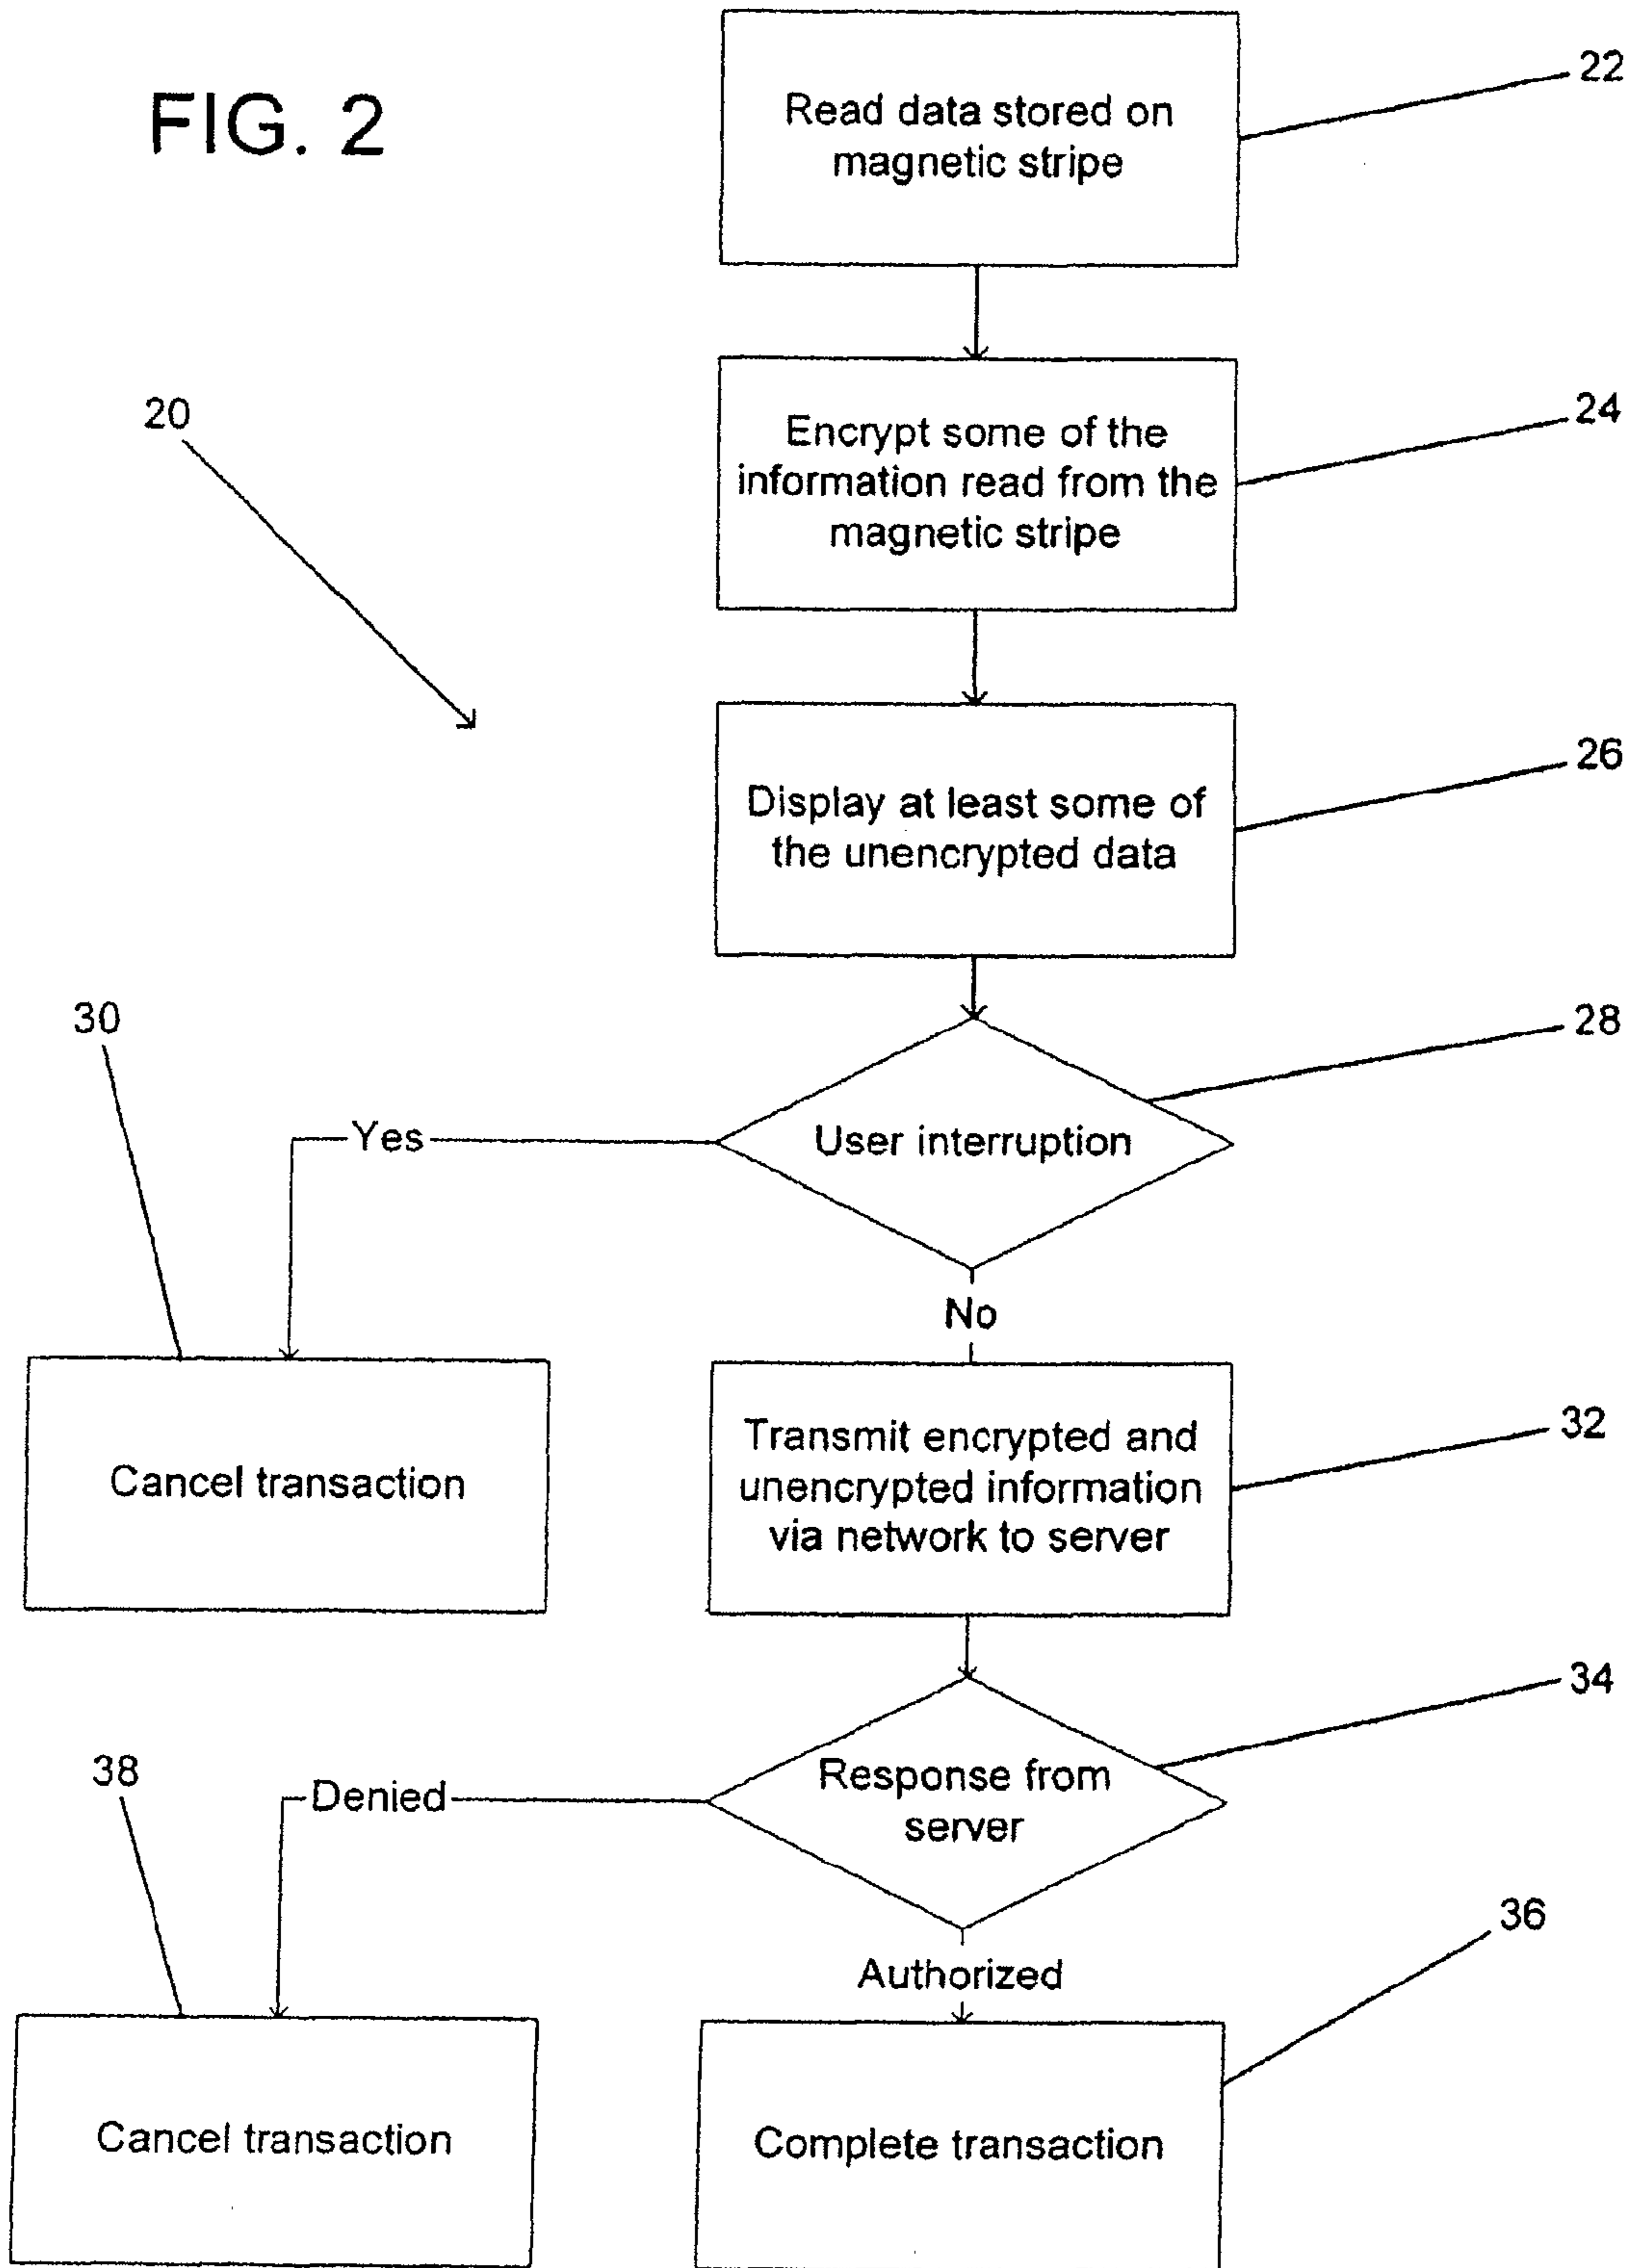 FIG. 2
Read data stored on
magnetic stripe
22
Encrypt some of the
information read from the
magnetic stripe
24
20
Display at least some of
the unencrypted data
26
User interruption
28
Yes
30
Cancel transaction
No
Transmit encrypted and
unencrypted information
via network to server
32
Response from
server
34
Denied
38
Cancel transaction
Authorized
36
Complete transaction